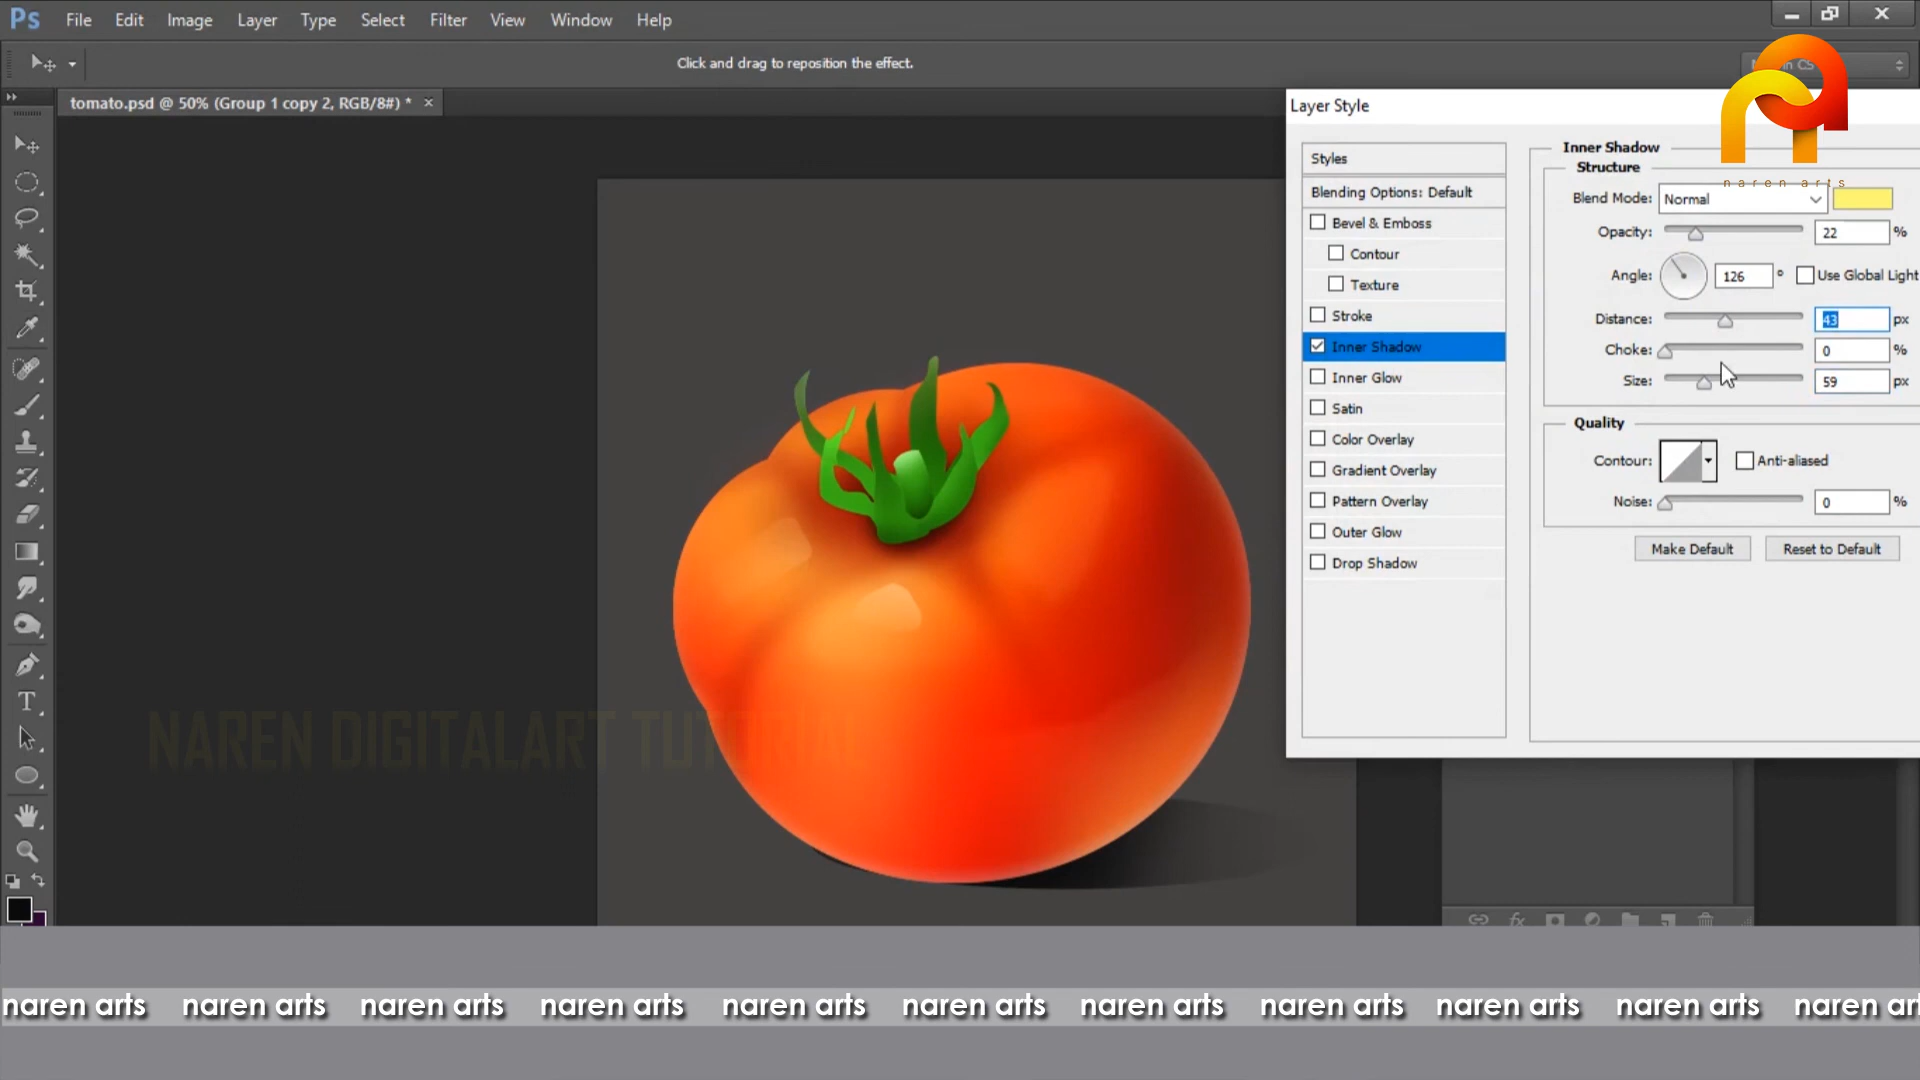 Ps File Edit Image Layer Type Select Filter View Window Help
Click and drag to reposition the effect.
tomato.psd @ 50% (Group 1 copy 2, RGB/8#) * ×
Layer Style
naren arts
Styles
Blending Options: Default
Bevel & Emboss
Contour
Texture
Stroke
Inner Shadow
Inner Glow
Satin
Color Overlay
Gradient Overlay
Pattern Overlay
Outer Glow
Drop Shadow
Inner Shadow
Structure
Blend Mode: Normal
Opacity: 22 %
Angle: 126 ° Use Global Light
Distance: 43 px
Choke: 0 %
Size: 59 px
Quality
Contour: Anti-aliased
Noise: 0 %
Make Default Reset to Default
NAREN DIGITALART TUTORIAL
naren arts naren arts naren arts naren arts naren arts naren arts naren arts naren arts naren arts naren arts naren art